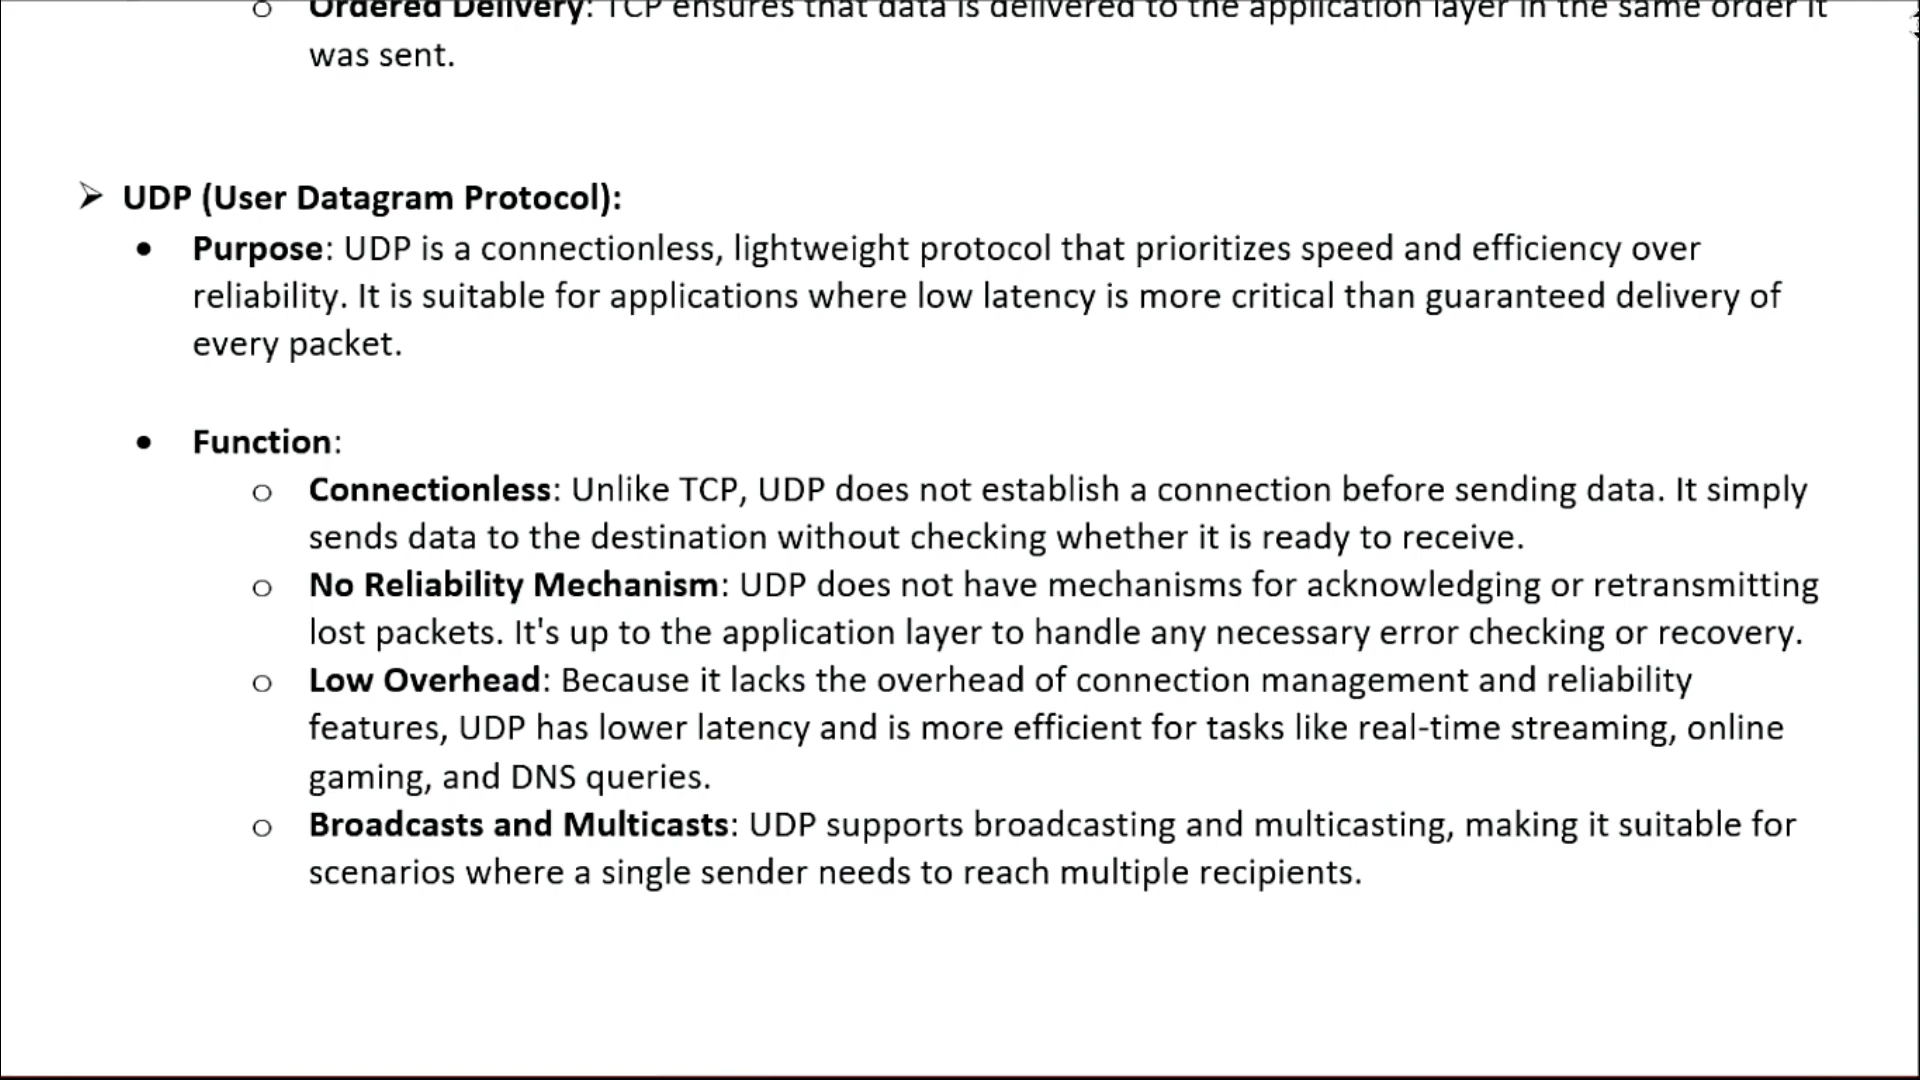 o Ordered Delivery: TCP ensures that data is delivered to the application layer in the same order it
was sent.
➢ UDP (User Datagram Protocol):
• Purpose: UDP is a connectionless, lightweight protocol that prioritizes speed and efficiency over
reliability. It is suitable for applications where low latency is more critical than guaranteed delivery of
every packet.
• Function:
o Connectionless: Unlike TCP, UDP does not establish a connection before sending data. It simply
sends data to the destination without checking whether it is ready to receive.
o No Reliability Mechanism: UDP does not have mechanisms for acknowledging or retransmitting
lost packets. It's up to the application layer to handle any necessary error checking or recovery.
o Low Overhead: Because it lacks the overhead of connection management and reliability
features, UDP has lower latency and is more efficient for tasks like real-time streaming, online
gaming, and DNS queries.
o Broadcasts and Multicasts: UDP supports broadcasting and multicasting, making it suitable for
scenarios where a single sender needs to reach multiple recipients.